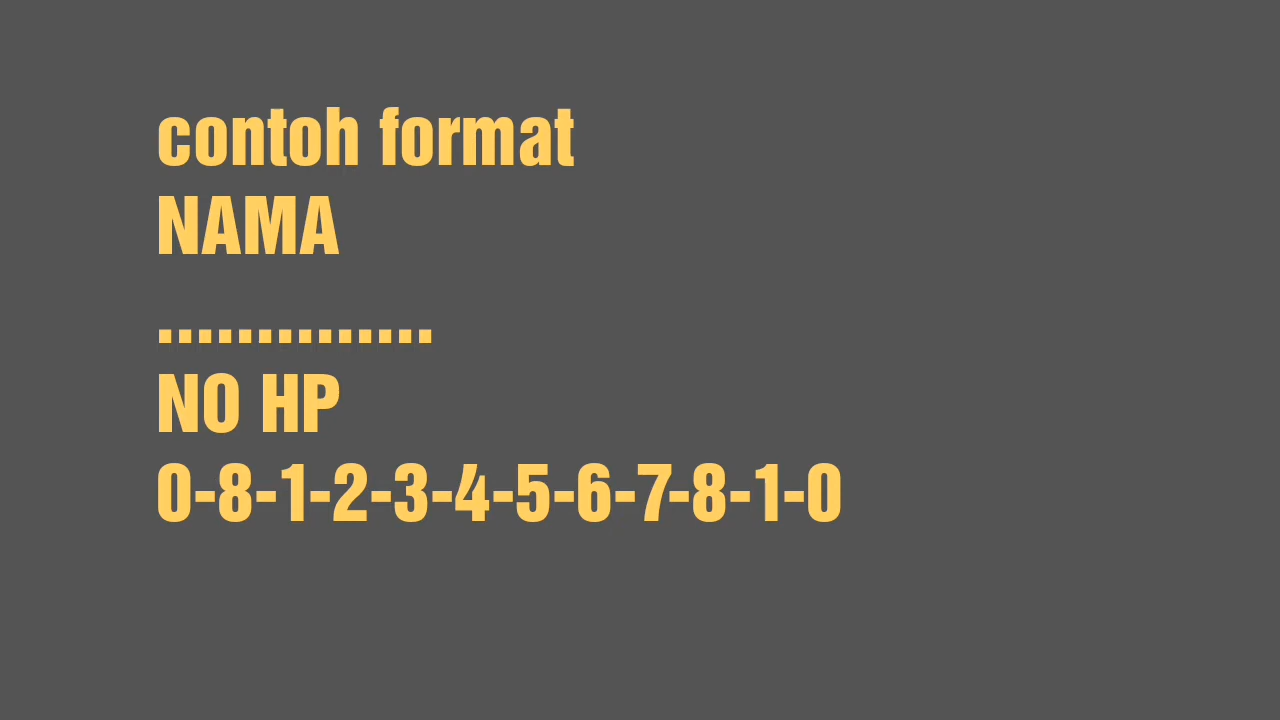 contoh format
NAMA
..............
NO HP
0-8-1-2-3-4-5-6-7-8-1-0